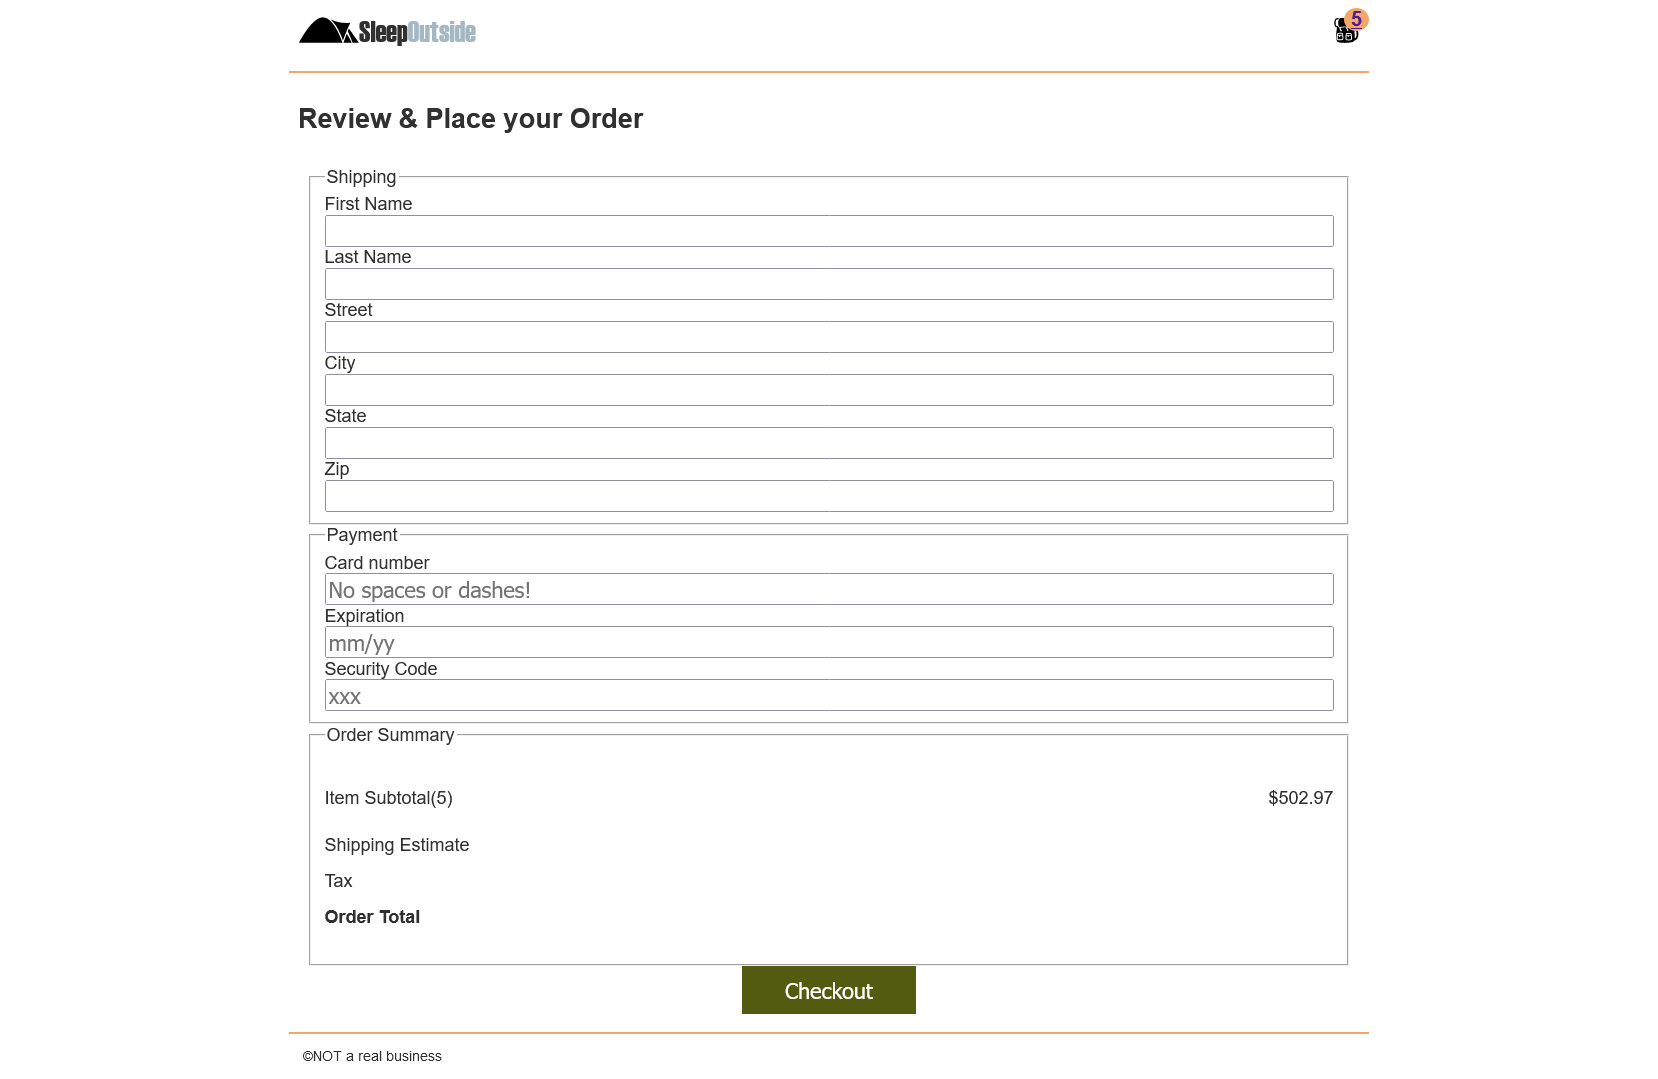 SleepOutside
5
Review & Place your Order
Shipping
First Name
Last Name
Street
City
State
Zip
Payment
Card number
No spaces or dashes!
Expiration
mm/yy
Security Code
xxx
Order Summary
Item Subtotal(5) $502.97
Shipping Estimate
Tax
Order Total
Checkout
©NOT a real business